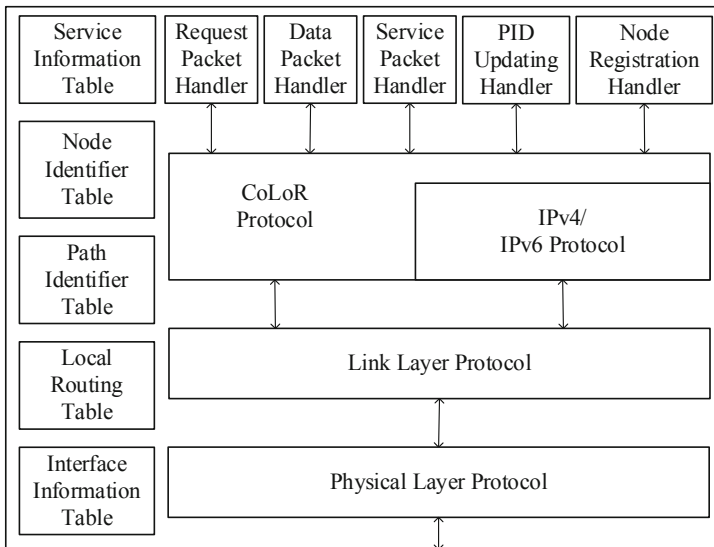 Service
Information
Table
Request
Packet
Handler
Data
Packet
Handler
Service
Packet
Handler
PID
Updating
Handler
Node
Registration
Handler
Node
Identifier
Table
CoLoR
Protocol
IPv4/
IPv6 Protocol
Path
Identifier
Table
Local
Routing
Table
Link Layer Protocol
Interface
Information
Table
Physical Layer Protocol